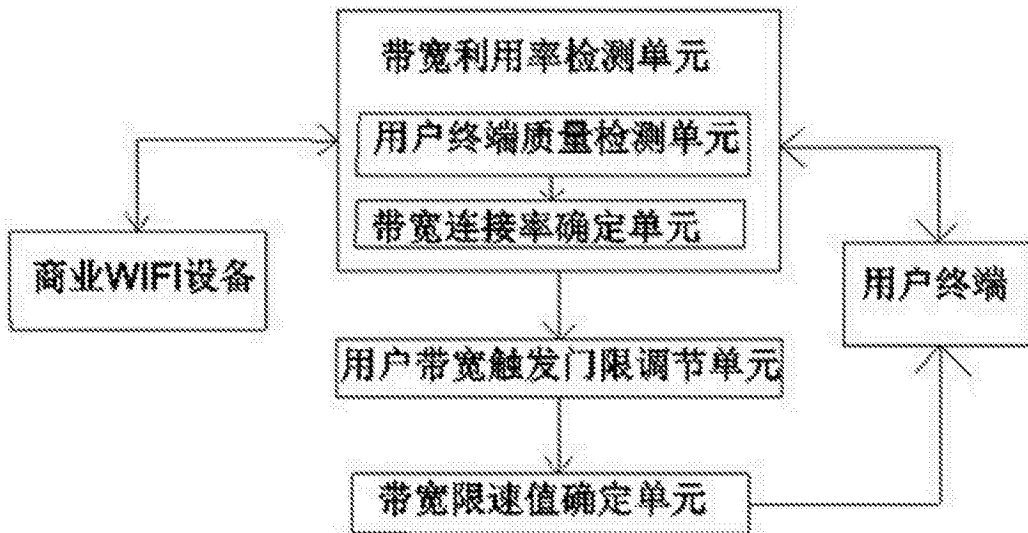 带宽利用率检测单元
用户终端质量检测单元
带宽连接率确定单元
商业WIFI设备
用户终端
用户带宽触发门限调节单元
带宽限速值确定单元